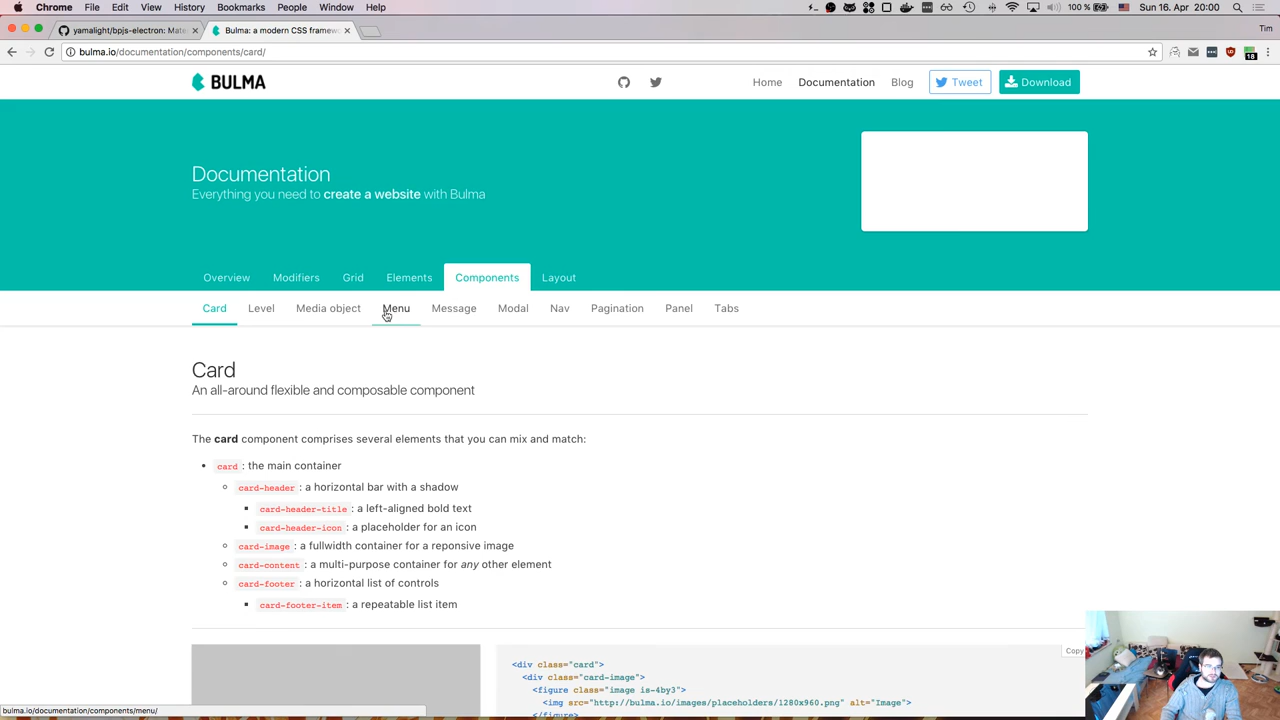 Chrome File Edit View History Bookmarks People Window Help 100 % Sun 16. Apr 20:00
yamalight/bpjs-electron: Mate
Bulma: a modern CSS framew
Tim
bulma.io/documentation/components/card/
18
BULMA
Home Documentation Blog Tweet Download
Documentation
Everything you need to create a website with Bulma
Overview Modifiers Grid Elements Components Layout
Card Level Media object Menu Message Modal Nav Pagination Panel Tabs
Card
An all-around flexible and composable component
The card component comprises several elements that you can mix and match:
card : the main container
card-header : a horizontal bar with a shadow
card-header-title : a left-aligned bold text
card-header-icon : a placeholder for an icon
card-image : a fullwidth container for a reponsive image
card-content : a multi-purpose container for any other element
card-footer : a horizontal list of controls
card-footer-item : a repeatable list item
Copy
<div class="card">
<div class="card-image">
<figure class="image is-4by3">
<img src="http://bulma.io/images/placeholders/1280x960.png" alt="Image">
</figure>
bulma.io/documentation/components/menu/